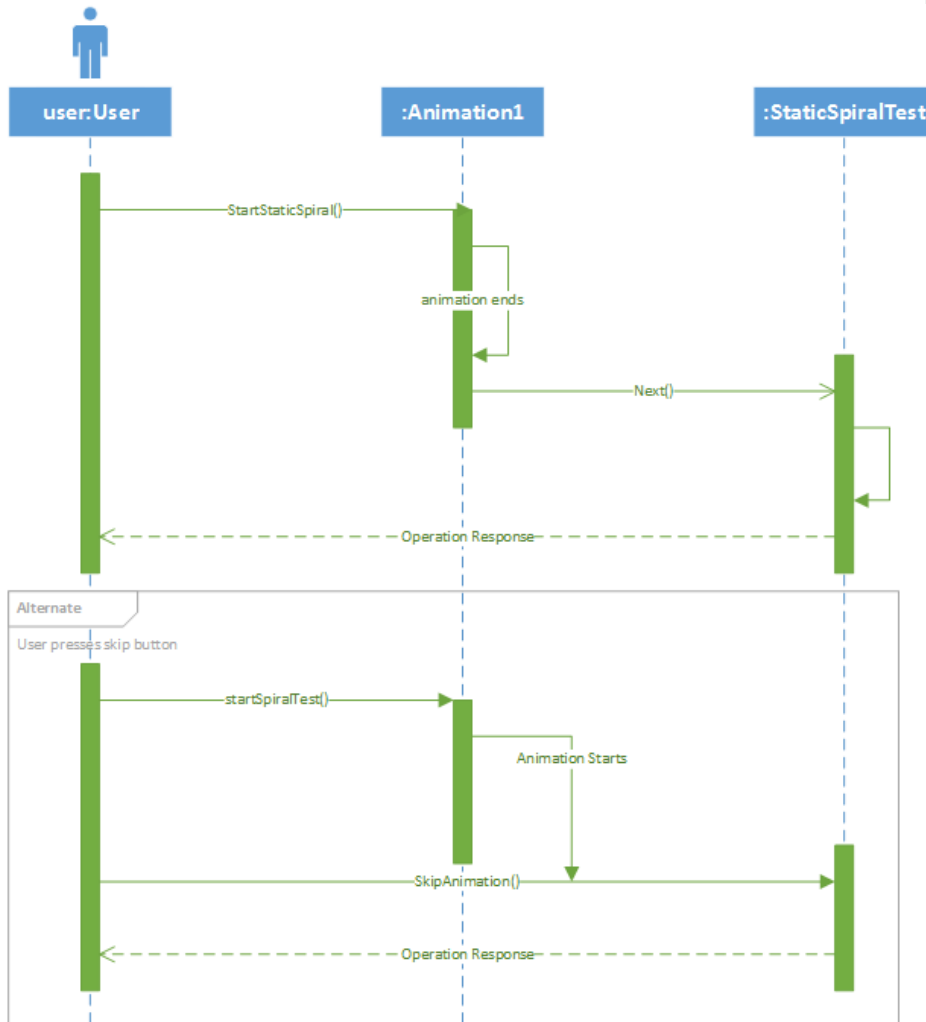 user:User
:Animation1
:StaticSpiralTest
StartStaticSpiral()
animation ends
Next()
Operation Response
Alternate
User presses skip button
startSpiralTest()
Animation Starts
SkipAnimation()
Operation Response